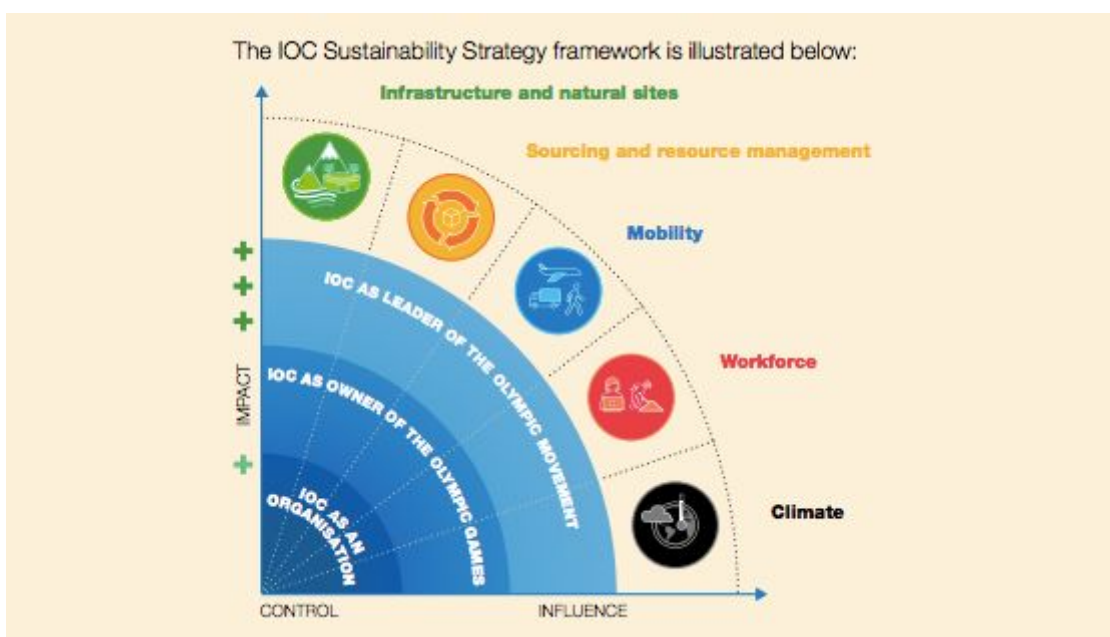 The IOC Sustainability Strategy framework is illustrated below:
Infrastructure and natural sites
Sourcing and resource management
Mobility
Workforce
Climate
IOC AS LEADER OF THE OLYMPIC MOVEMENT
IOC AS OWNER OF THE OLYMPIC GAMES
IOC AS AN
ORGANISATION
IMPACT
CONTROL
INFLUENCE